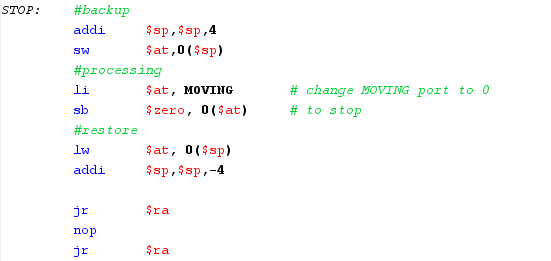 STOP: #backup
addi $sp,$sp,4
sw $at,0($sp)
#processing
li $at, MOVING # change MOVING port to 0
sb $zero, 0($at) # to stop
#restore
lw $at, 0($sp)
addi $sp,$sp,-4
jr $ra
nop
jr $ra